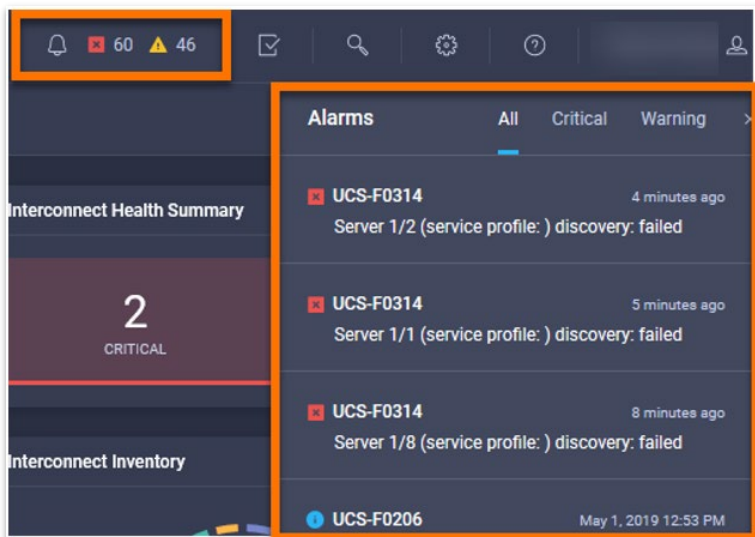 60 46
Alarms All Critical Warning
UCS-F0314 4 minutes ago
Server 1/2 (service profile: ) discovery: failed
Interconnect Health Summary
UCS-F0314 5 minutes ago
Server 1/1 (service profile: ) discovery: failed
2
CRITICAL
UCS-F0314 8 minutes ago
Server 1/8 (service profile: ) discovery: failed
Interconnect Inventory
UCS-F0206 May 1, 2019 12:53 PM